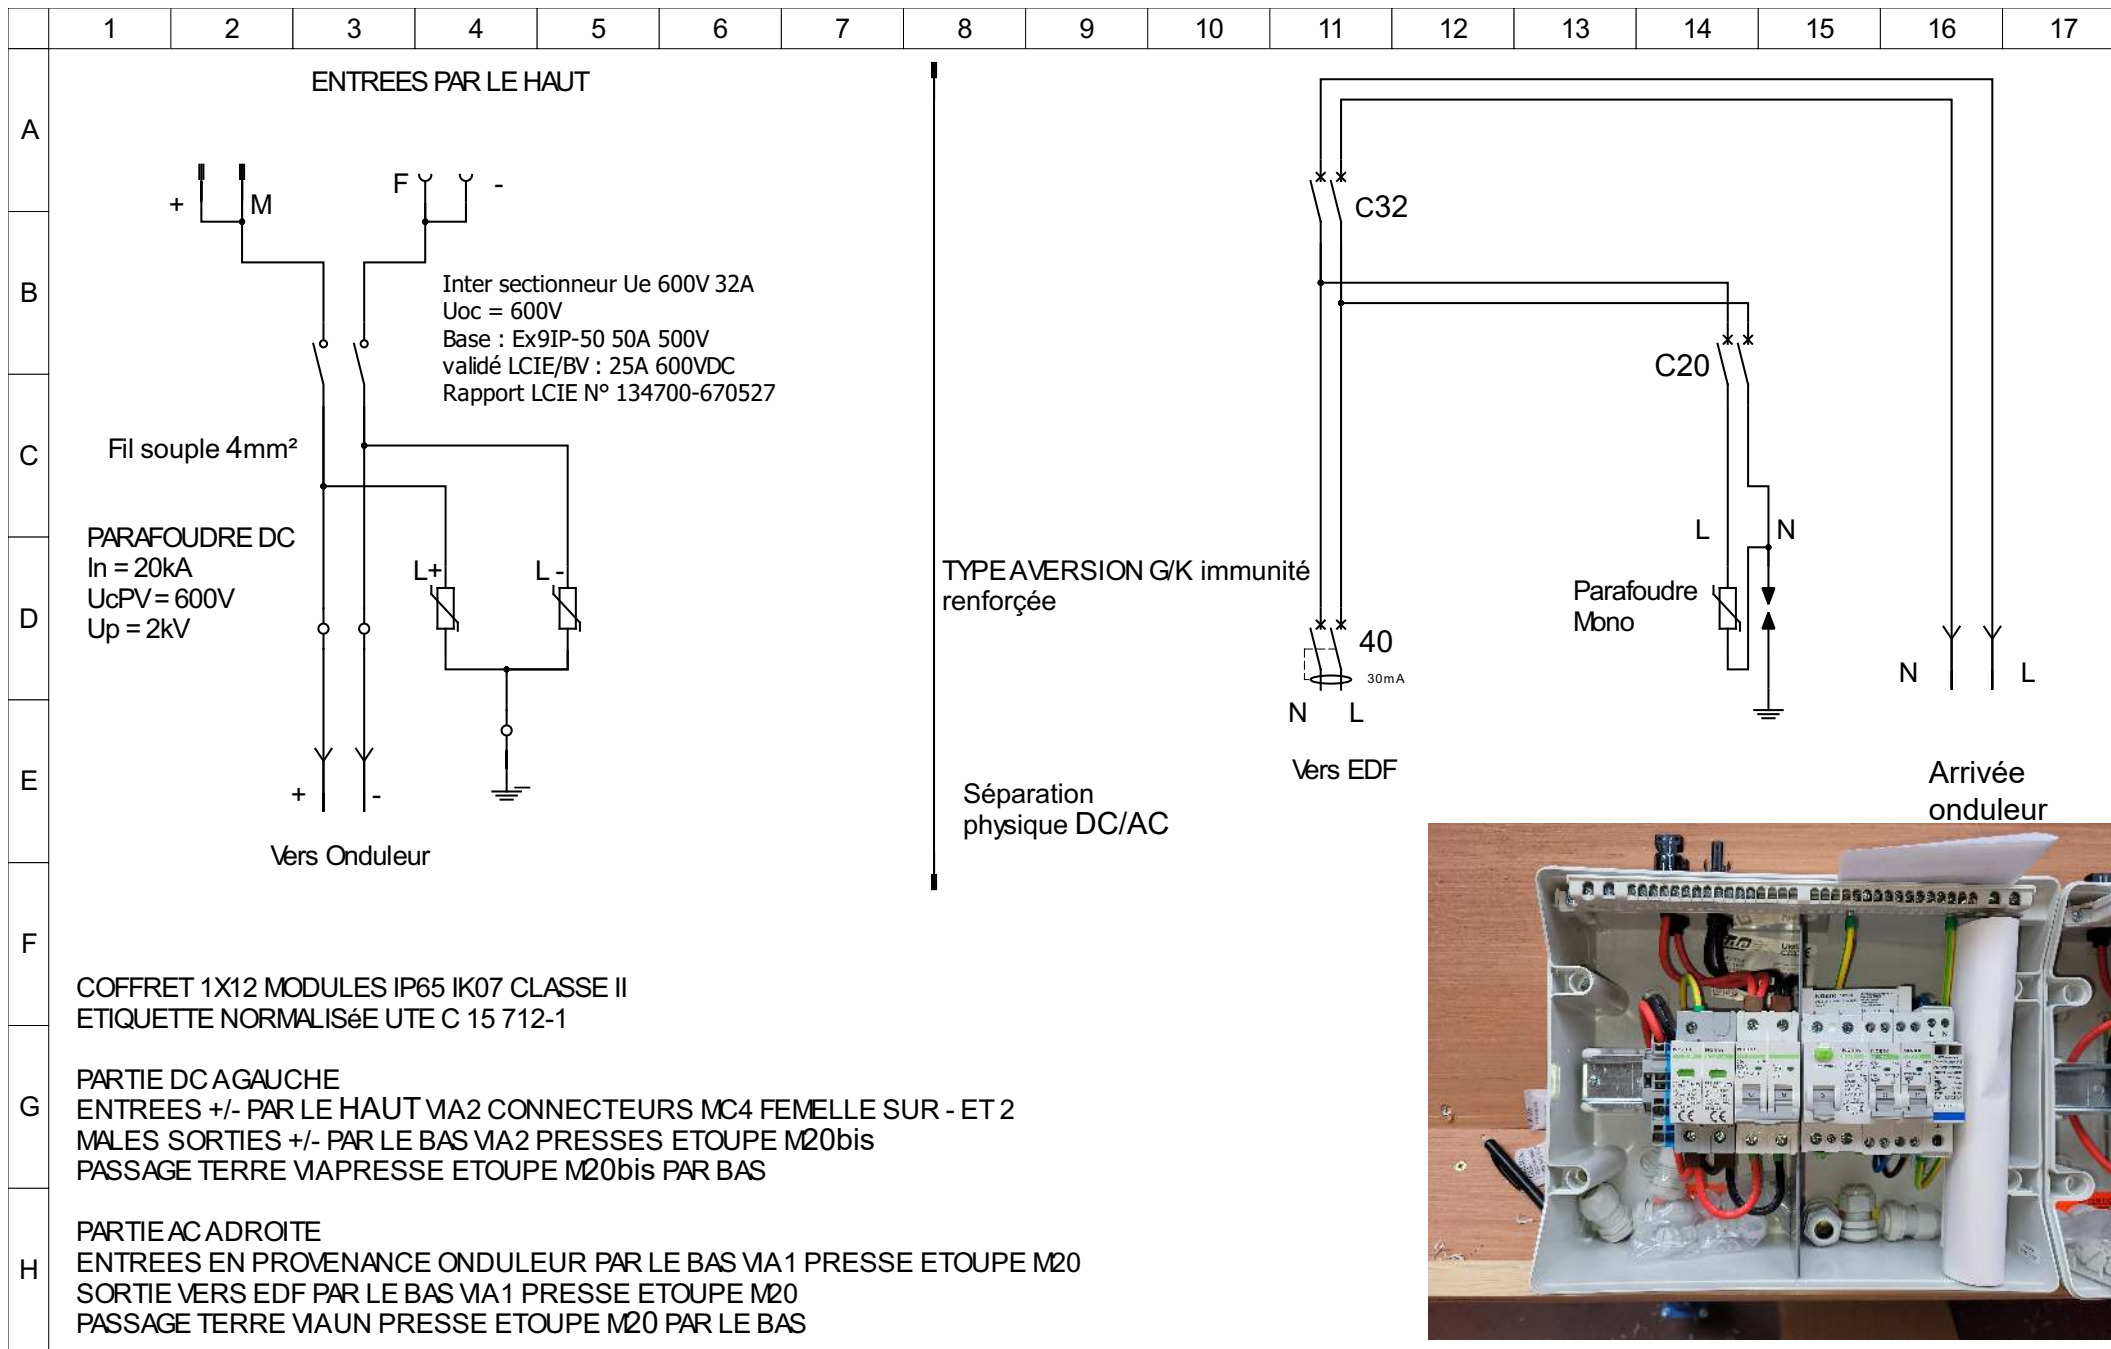 1 2 3 4 5 6 7 8 9 10 11 12 13 14 15 16 17
A
B
C
D
E
F
G
H
ENTREES PAR LE HAUT
+ M F -
Inter sectionneur Ue 600V 32A
Uoc = 600V
Base : Ex9IP-50 50A 500V
validé LCIE/BV : 25A 600VDC
Rapport LCIE N° 134700-670527
Fil souple 4mm²
PARAFOUDRE DC
In = 20kA
UcPV = 600V
Up = 2kV
L+ L -
+ -
Vers Onduleur
TYPE A VERSION G/K immunité
renforcée
Séparation
physique DC/AC
C32
C20
L N
Parafoudre
Mono
40
30mA
N L
Vers EDF
N L
Arrivée
onduleur
COFFRET 1X12 MODULES IP65 IK07 CLASSE II
ETIQUETTE NORMALISéE UTE C 15 712-1
PARTIE DC A GAUCHE
ENTREES +/- PAR LE HAUT VIA 2 CONNECTEURS MC4 FEMELLE SUR - ET 2
MALES SORTIES +/- PAR LE BAS VIA 2 PRESSES ETOUPE M20bis
PASSAGE TERRE VIA PRESSE ETOUPE M20bis PAR BAS
PARTIE AC A DROITE
ENTREES EN PROVENANCE ONDULEUR PAR LE BAS VIA 1 PRESSE ETOUPE M20
SORTIE VERS EDF PAR LE BAS VIA 1 PRESSE ETOUPE M20
PASSAGE TERRE VIA UN PRESSE ETOUPE M20 PAR LE BAS